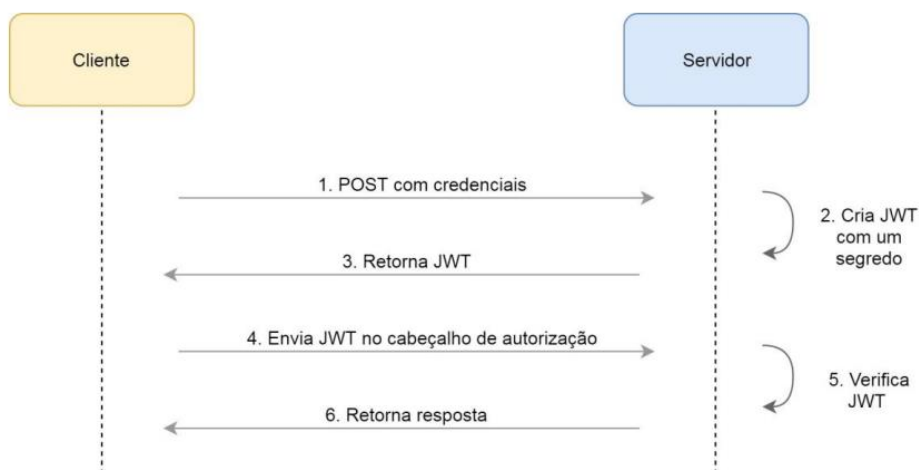 Cliente
Servidor
1. POST com credenciais
2. Cria JWT
com um
segredo
3. Retorna JWT
4. Envia JWT no cabeçalho de autorização
5. Verifica
JWT
6. Retorna resposta